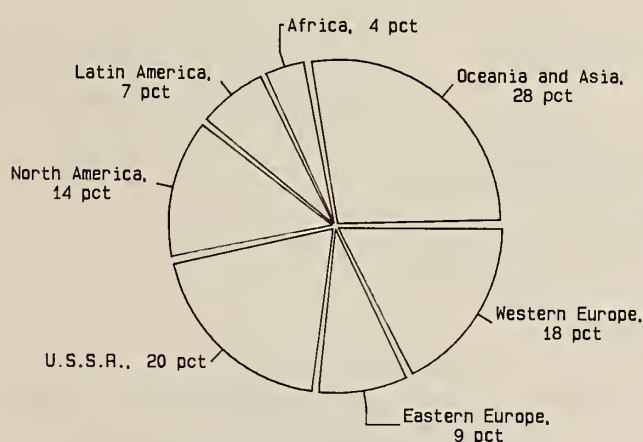 Africa, 4 pct
Latin America,
7 pct
Oceania and Asia,
28 pct
North America,
14 pct
Western Europe,
18 pct
U.S.S.R., 20 pct
Eastern Europe,
9 pct